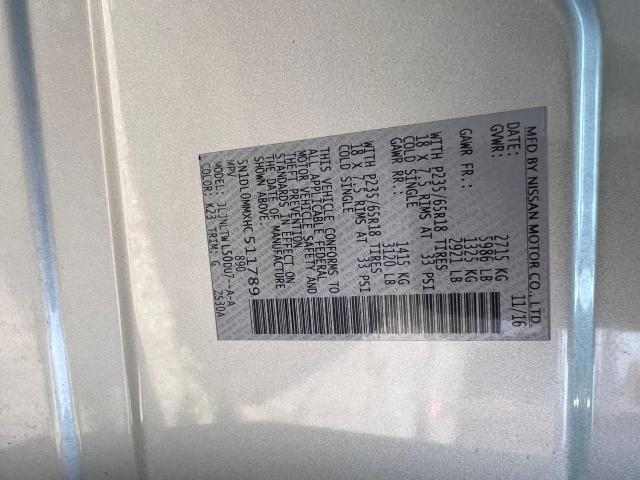 MFD BY NISSAN MOTOR CO., LTD.
DATE: 11/16
GVWR: 2715 KG
5986 LB
GAWR FR.: 1325 KG
2921 LB
WITH P235/65R18 TIRES
18 X 7.5 RIMS AT 33 PSI
COLD SINGLE
GAWR RR.: 1415 KG
3120 LB
WITH P235/65R18 TIRES
18 X 7.5 RIMS AT 33 PSI
COLD SINGLE
THIS VEHICLE CONFORMS TO
ALL APPLICABLE FEDERAL
MOTOR VEHICLE SAFETY AND
THEFT PREVENTION
STANDARDS IN EFFECT ON
THE DATE OF MANUFACTURE
SHOWN ABOVE.
5N1DL0MMXHC511789
MPV 890
MODEL: JLJNLTWL50DU7--A-A
COLOR: K23 TRIM: G ZS30A